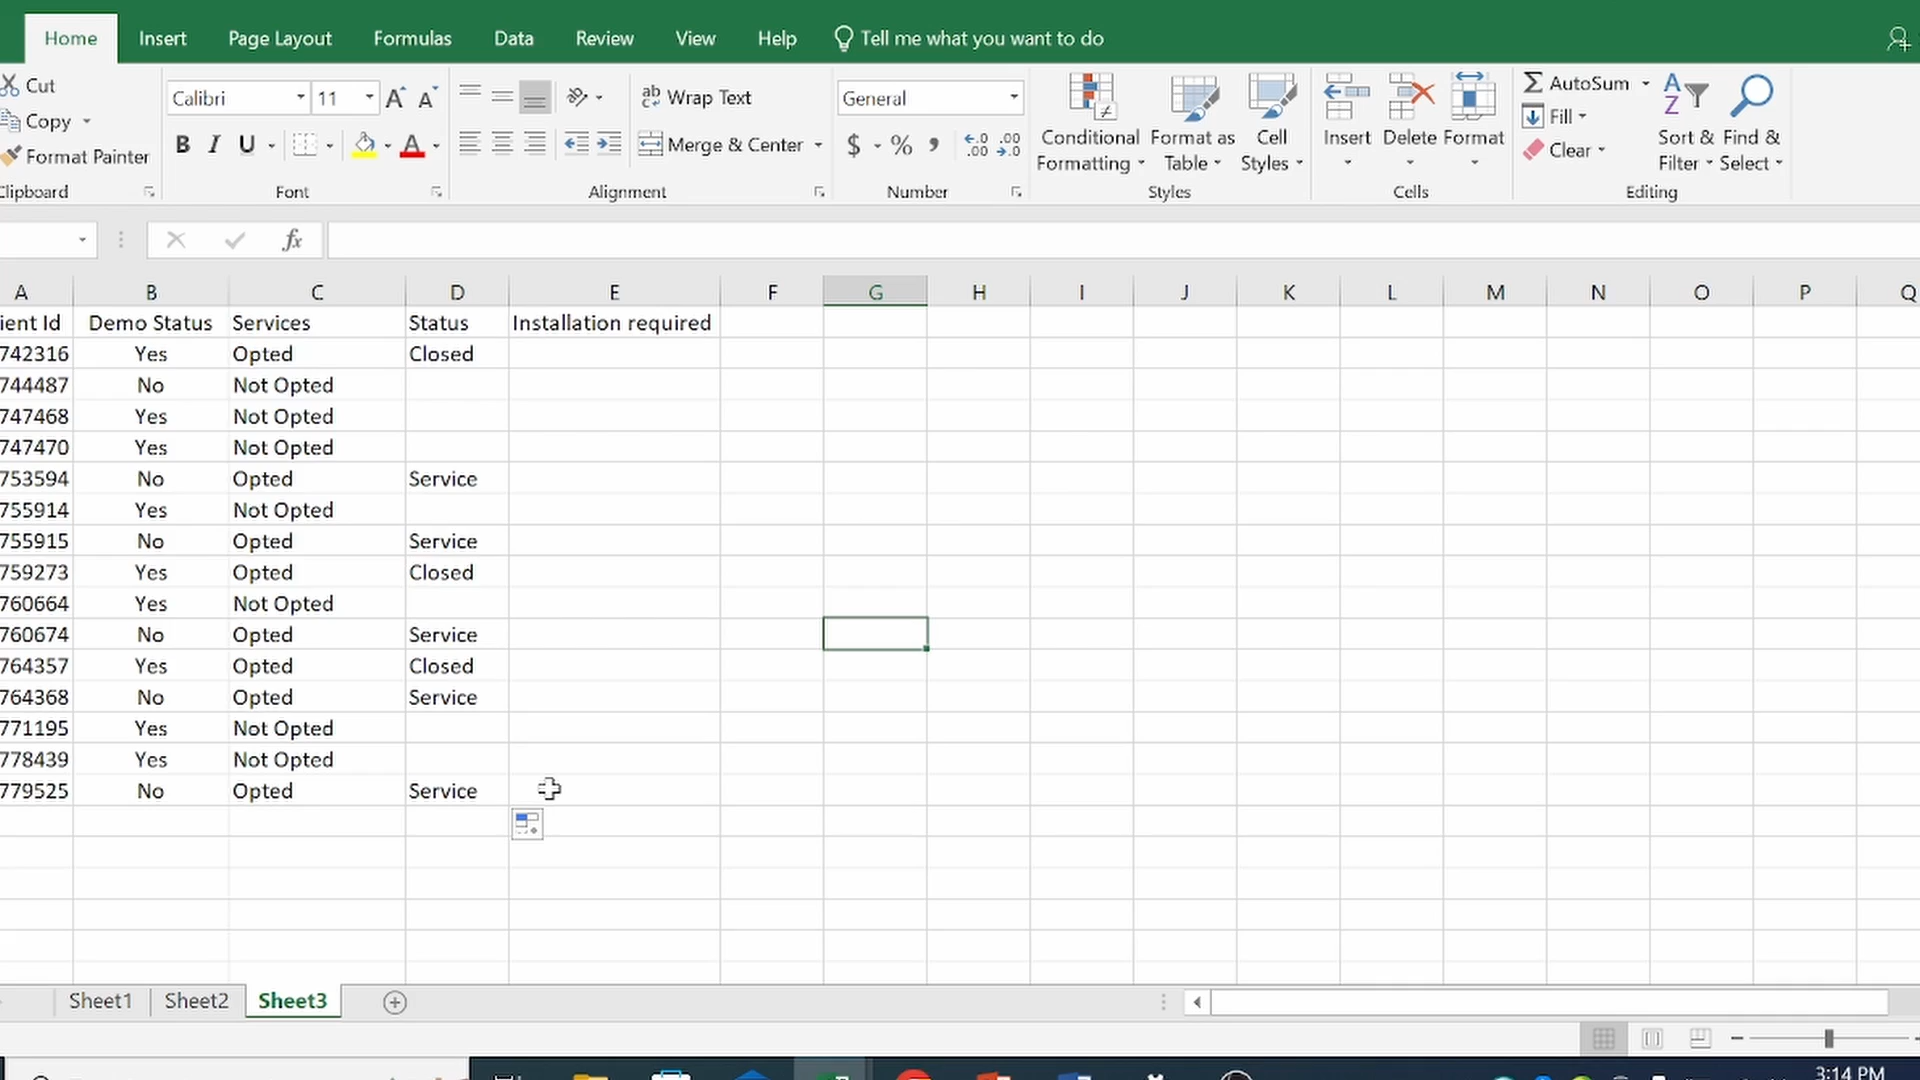 Home Insert Page Layout Formulas Data Review View Help Tell me what you want to do
Cut
Copy
Format Painter
Clipboard
Calibri 11 A A
B I U A
Font
ab Wrap Text
Merge & Center
Alignment
General
$ % , .0 .00 .00 .0
Number
Conditional Formatting
Format as Table
Cell Styles
Styles
Insert Delete Format
Cells
AutoSum
Fill
Clear
Sort & Filter
Find & Select
Editing
fx
A B C D E F G H I J K L M N O P Q
ient Id Demo Status Services Status Installation required
742316 Yes Opted Closed
744487 No Not Opted
747468 Yes Not Opted
747470 Yes Not Opted
753594 No Opted Service
755914 Yes Not Opted
755915 No Opted Service
759273 Yes Opted Closed
760664 Yes Not Opted
760674 No Opted Service
764357 Yes Opted Closed
764368 No Opted Service
771195 Yes Not Opted
778439 Yes Not Opted
779525 No Opted Service
Sheet1 Sheet2 Sheet3
3:14 PM